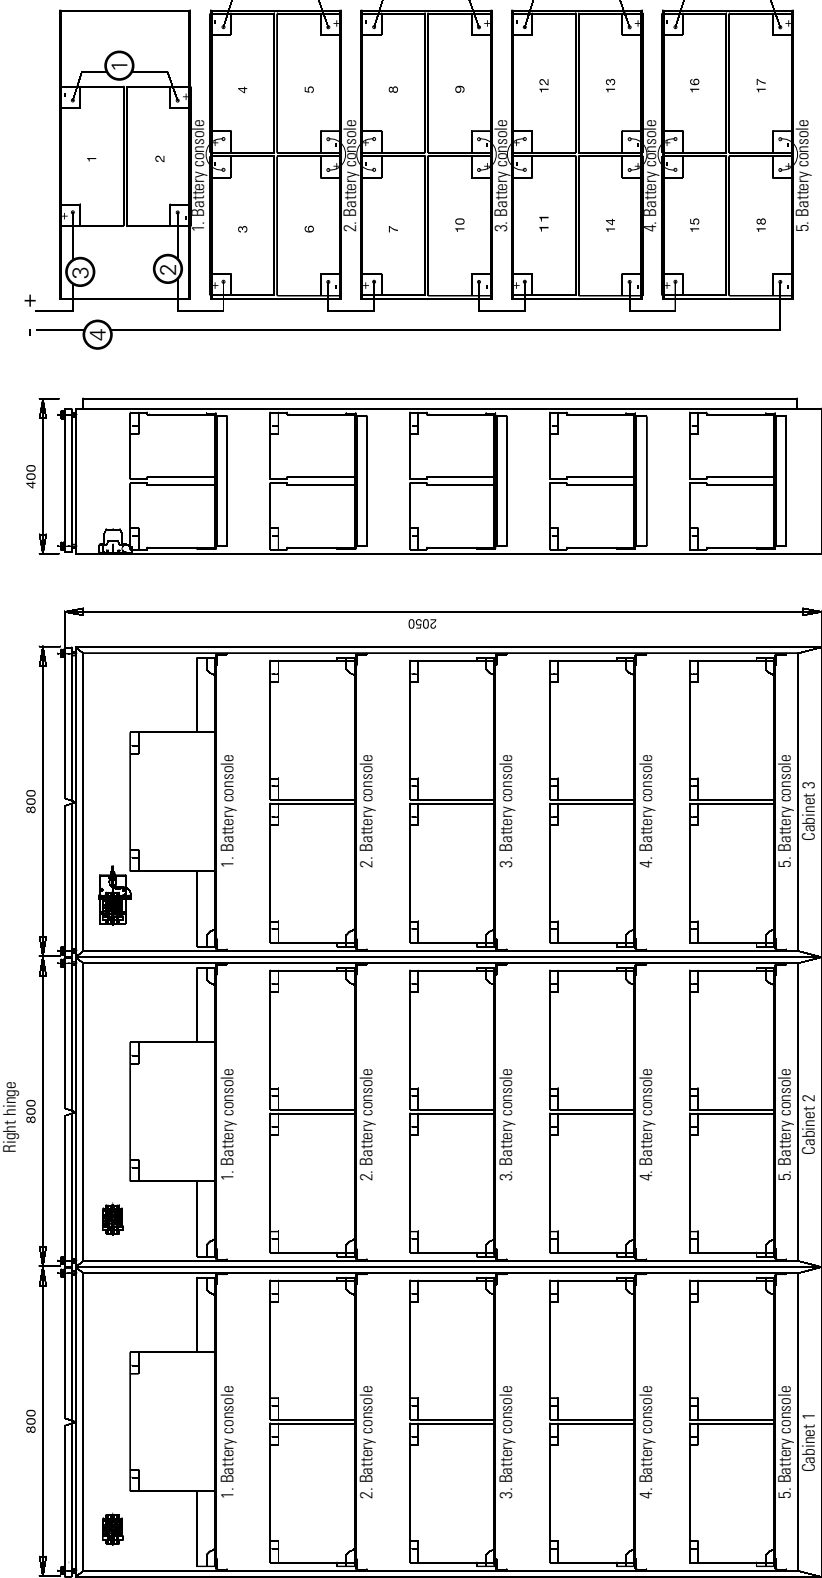 +
-
1
2
3
4
- +
+ -
1
2
1. Battery console
- +
4
5
+ -
- +
3
6
+ -
2. Battery console
- +
8
9
+ -
- +
7
10
+ -
3. Battery console
- +
12
13
+ -
- +
11
14
+ -
4. Battery console
- +
16
17
+ -
- +
15
18
+ -
5. Battery console
400
2050
Right hinge
800
800
800
1. Battery console
2. Battery console
3. Battery console
4. Battery console
5. Battery console
Cabinet 1
1. Battery console
2. Battery console
3. Battery console
4. Battery console
5. Battery console
Cabinet 2
1. Battery console
2. Battery console
3. Battery console
4. Battery console
5. Battery console
Cabinet 3